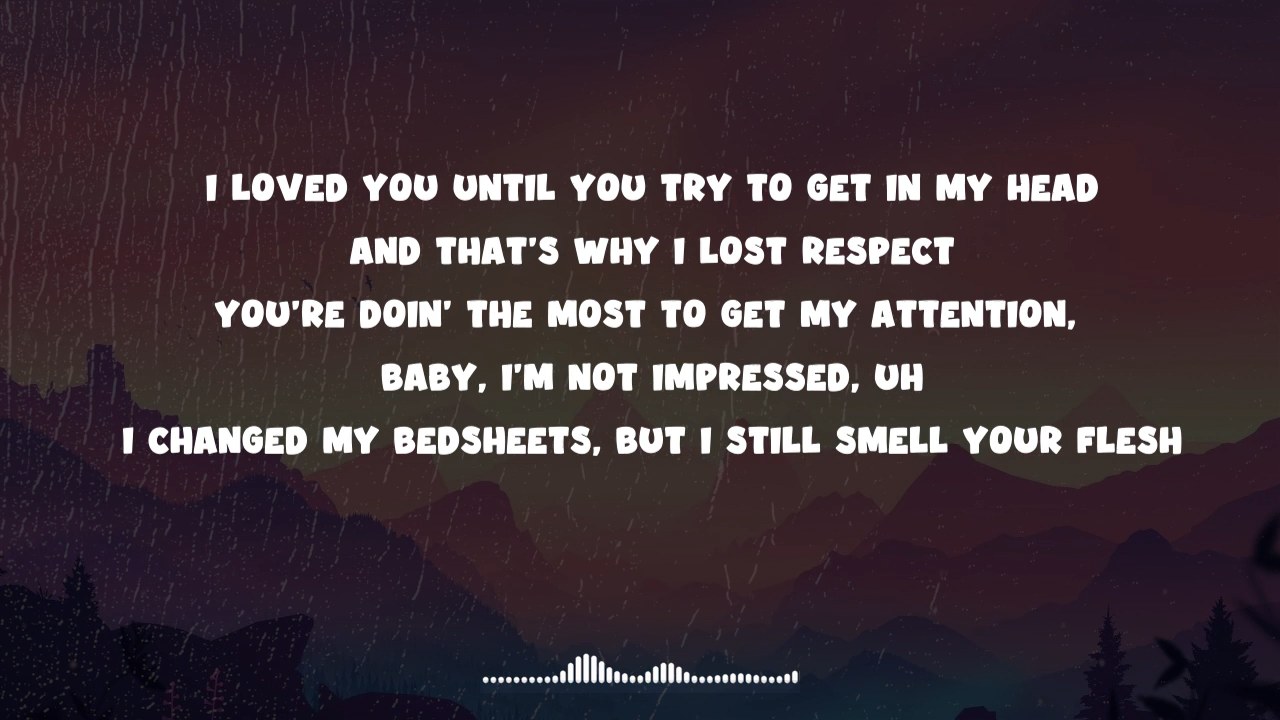 I LOVED YOU UNTIL YOU TRY TO GET IN MY HEAD
AND THAT'S WHY I LOST RESPECT
YOU'RE DOIN' THE MOST TO GET MY ATTENTION,
BABY, I'M NOT IMPRESSED, UH
I CHANGED MY BEDSHEETS, BUT I STILL SMELL YOUR FLESH